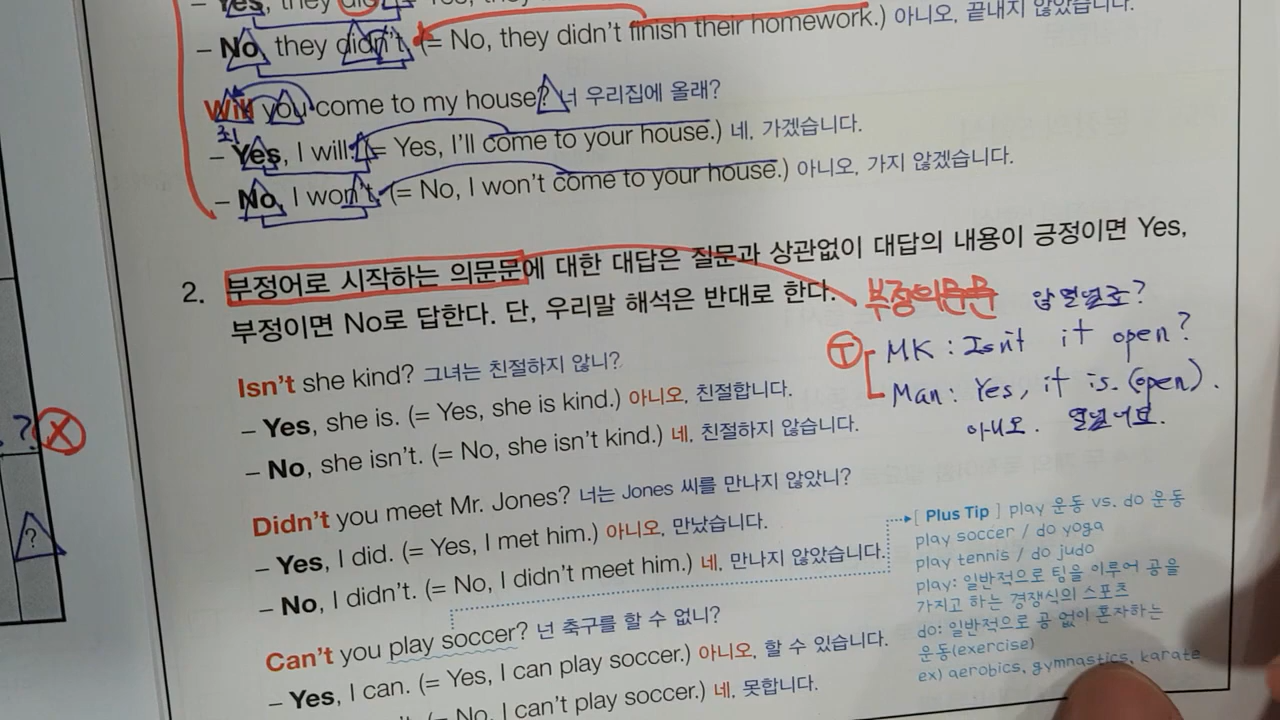 – Yes, they did
– No, they didn't. (= No, they didn't finish their homework.) 아니오, 끝내지 않았습니다.
Will you come to my house? 너 우리집에 올래?
– Yes, I will. (= Yes, I'll come to your house.) 네. 가겠습니다.
– No, I won't. (= No, I won't come to your house.) 아니오, 가지 않겠습니다.
2. 부정어로 시작하는 의문문에 대한 대답은 질문과 상관없이 대답의 내용이 긍정이면 Yes,
부정이면 No로 답한다. 단, 우리말 해석은 반대로 한다.
부정의문문
T
MK : Isn't it open?
Man : Yes, it is. (open).
아니오. 열었어요.
Isn't she kind? 그녀는 친절하지 않니?
– Yes, she is. (= Yes, she is kind.) 아니오, 친절합니다.
– No, she isn't. (= No, she isn't kind.) 네. 친절하지 않습니다.
Didn't you meet Mr. Jones? 너는 Jones 씨를 만나지 않았니?
– Yes, I did. (= Yes, I met him.) 아니오, 만났습니다.
– No, I didn't. (= No, I didn't meet him.) 네. 만나지 않았습니다.
Can't you play soccer? 넌 축구를 할 수 없니?
– Yes, I can. (= Yes, I can play soccer.) 아니오, 할 수 있습니다.
(= No, I can't play soccer.) 네. 못합니다.
[ Plus Tip ] play 운동 vs. do 운동
play soccer / do yoga
play tennis / do judo
play: 일반적으로 팀을 이루어 공을
가지고 하는 경쟁식의 스포츠
do: 일반적으로 공 없이 혼자하는
운동(exercise)
ex) aerobics, gymnastics, karate
?
X
?